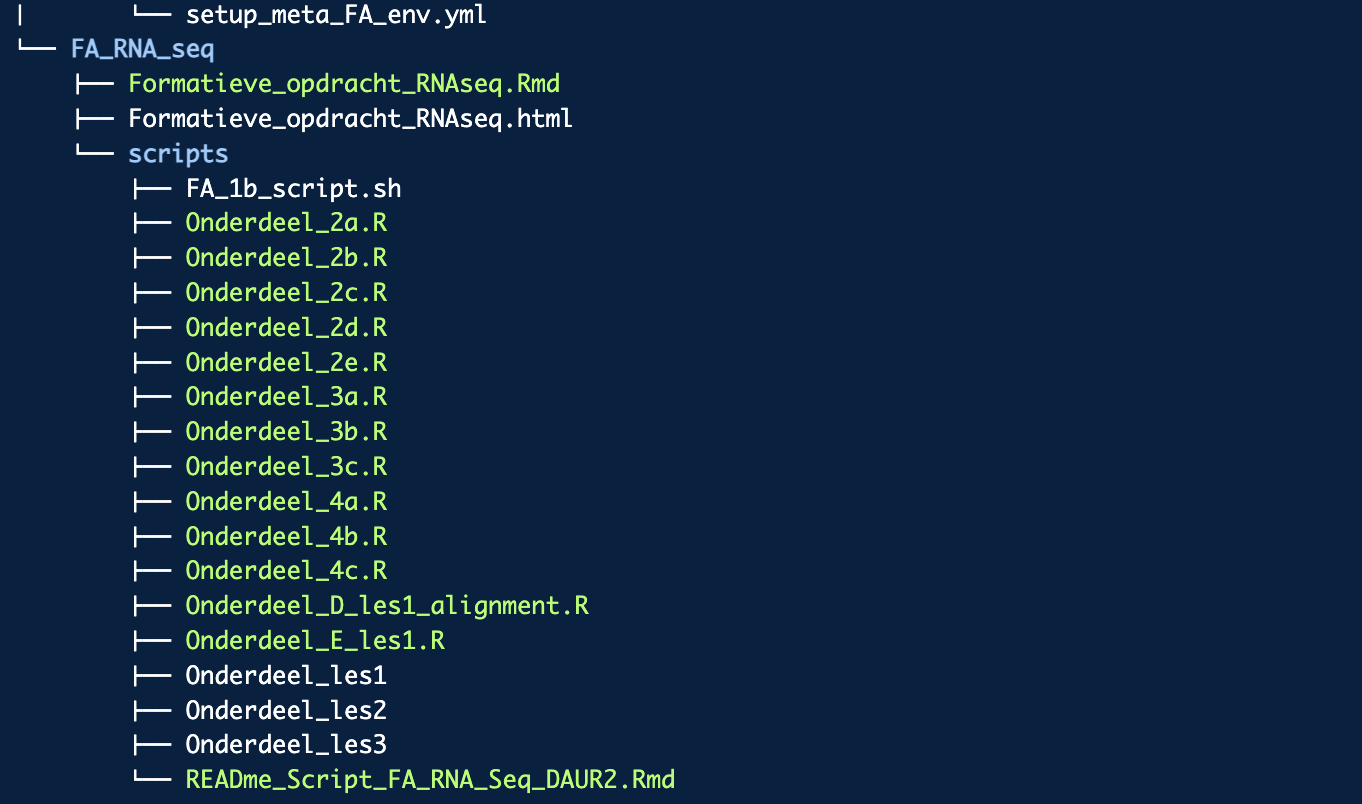 │       └── setup_meta_FA_env.yml
└── FA_RNA_seq
    ├── Formatieve_opdracht_RNAseq.Rmd
    ├── Formatieve_opdracht_RNAseq.html
    └── scripts
        ├── FA_1b_script.sh
        ├── Onderdeel_2a.R
        ├── Onderdeel_2b.R
        ├── Onderdeel_2c.R
        ├── Onderdeel_2d.R
        ├── Onderdeel_2e.R
        ├── Onderdeel_3a.R
        ├── Onderdeel_3b.R
        ├── Onderdeel_3c.R
        ├── Onderdeel_4a.R
        ├── Onderdeel_4b.R
        ├── Onderdeel_4c.R
        ├── Onderdeel_D_les1_alignment.R
        ├── Onderdeel_E_les1.R
        ├── Onderdeel_les1
        ├── Onderdeel_les2
        ├── Onderdeel_les3
        └── READme_Script_FA_RNA_Seq_DAUR2.Rmd